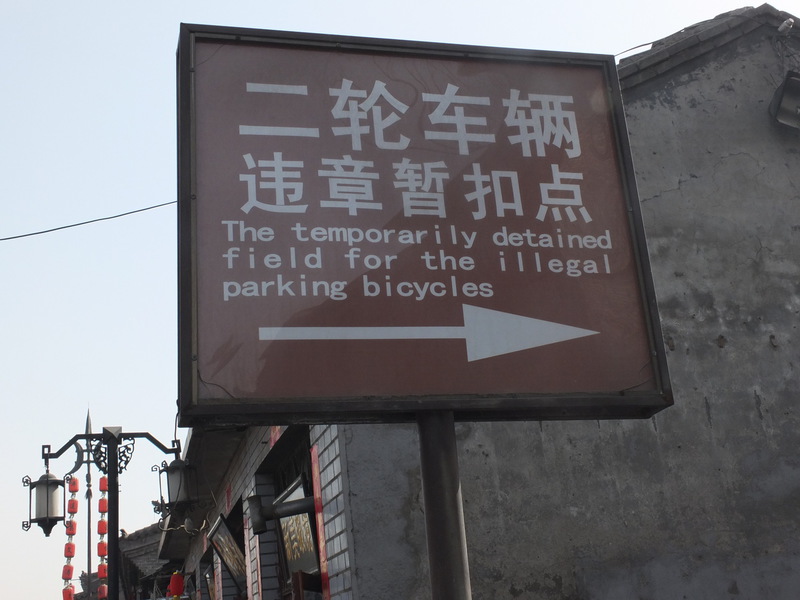 二轮车辆
违章暂扣点
The temporarily detained
field for the illegal
parking bicycles